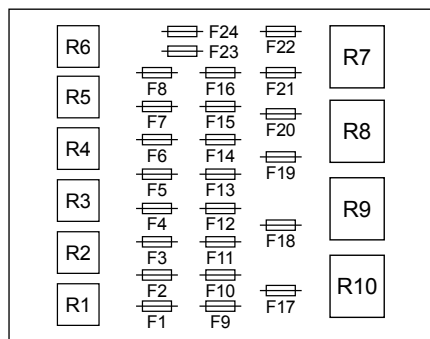 R6 F24 F22 R7
F23
R5 F8 F16 F21
F7 F15 F20 R8
R4 F6 F14
F19
R3 F5 F13
F4 F12 R9
F18
R2 F3 F11
F2 F10 R10
R1 F17
F1 F9